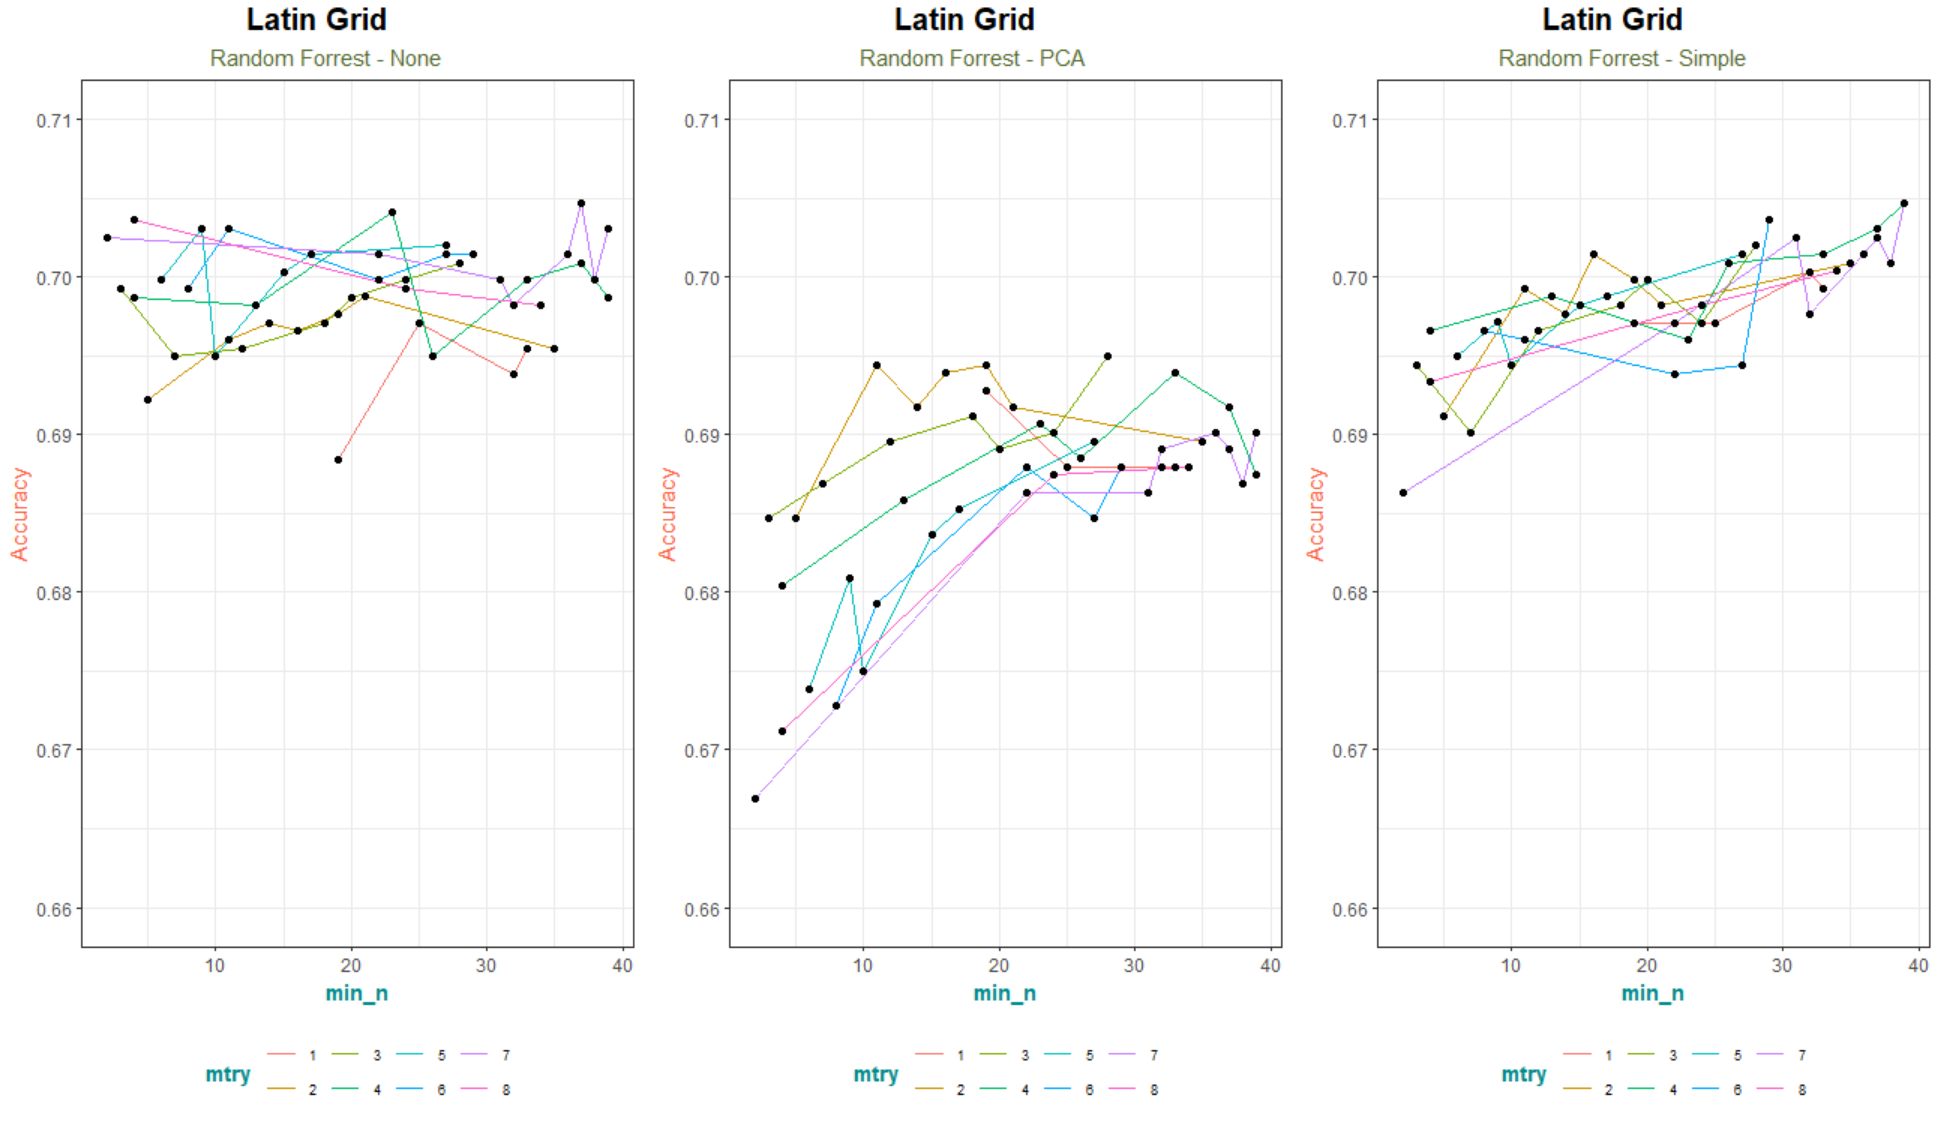 Latin Grid
Random Forrest - None
0.71
0.70
0.69
0.68
0.67
0.66
Accuracy
10 20 30 40
min_n
mtry
1 3 5 7
2 4 6 8
Latin Grid
Random Forrest - PCA
0.71
0.70
0.69
0.68
0.67
0.66
Accuracy
10 20 30 40
min_n
mtry
1 3 5 7
2 4 6 8
Latin Grid
Random Forrest - Simple
0.71
0.70
0.69
0.68
0.67
0.66
Accuracy
10 20 30 40
min_n
mtry
1 3 5 7
2 4 6 8